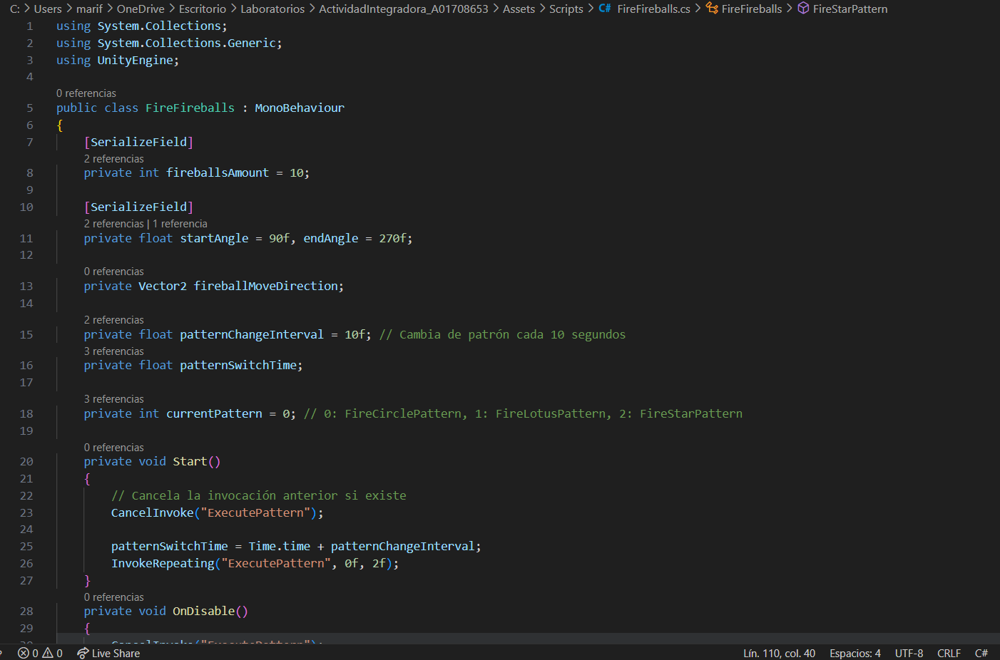 C: > Users > marif > OneDrive > Escritorio > Laboratorios > ActividadIntegradora_A01708653 > Assets > Scripts > C# FireFireballs.cs > FireFireballs > FireStarPattern
1 using System.Collections;
2 using System.Collections.Generic;
3 using UnityEngine;
4
0 referencias
5 public class FireFireballs : MonoBehaviour
6 {
7 [SerializeField]
2 referencias
8 private int fireballsAmount = 10;
9
10 [SerializeField]
2 referencias | 1 referencia
11 private float startAngle = 90f, endAngle = 270f;
12
0 referencias
13 private Vector2 fireballMoveDirection;
14
2 referencias
15 private float patternChangeInterval = 10f; // Cambia de patrón cada 10 segundos
3 referencias
16 private float patternSwitchTime;
17
3 referencias
18 private int currentPattern = 0; // 0: FireCirclePattern, 1: FireLotusPattern, 2: FireStarPattern
19
0 referencias
20 private void Start()
21 {
22 // Cancela la invocación anterior si existe
23 CancelInvoke("ExecutePattern");
24
25 patternSwitchTime = Time.time + patternChangeInterval;
26 InvokeRepeating("ExecutePattern", 0f, 2f);
27 }
0 referencias
28 private void OnDisable()
29 {
30 CancelInvoke("ExecutePattern");
0 0 Live Share Lín. 110, col. 40 Espacios: 4 UTF-8 CRLF C#